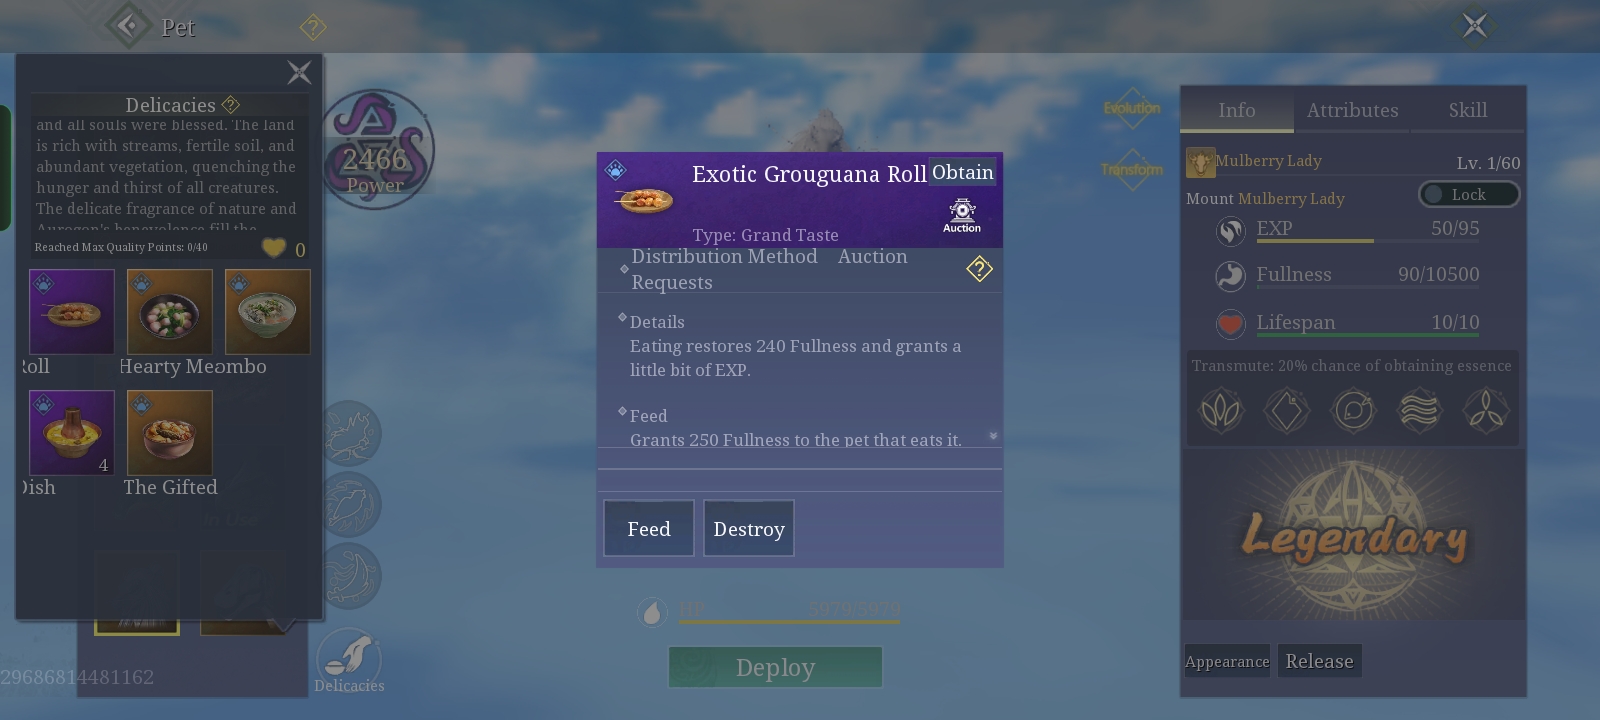 Pet
Delicacies
and all souls were blessed. The land
is rich with streams, fertile soil, and
abundant vegetation, quenching the
hunger and thirst of all creatures.
The delicate fragrance of nature and
Aurogon's benevolence fill the
Reached Max Quality Points: 0/40
0
Roll
Hearty Me
ombo
4
Dish
The Gifted
29686814481162
2466
Power
Delicacies
Exotic Grouguana Roll
Obtain
Type: Grand Taste
Auction
Distribution Method Auction
Requests
Details
Eating restores 240 Fullness and grants a
little bit of EXP.
Feed
Grants 250 Fullness to the pet that eats it.
Feed
Destroy
HP 5979/5979
Deploy
Evolution
Transform
Info
Attributes
Skill
Mulberry Lady
Lv. 1/60
Mount Mulberry Lady
Lock
EXP 50/95
Fullness 90/10500
Lifespan 10/10
Transmute: 20% chance of obtaining essence
Legendary
Appearance
Release